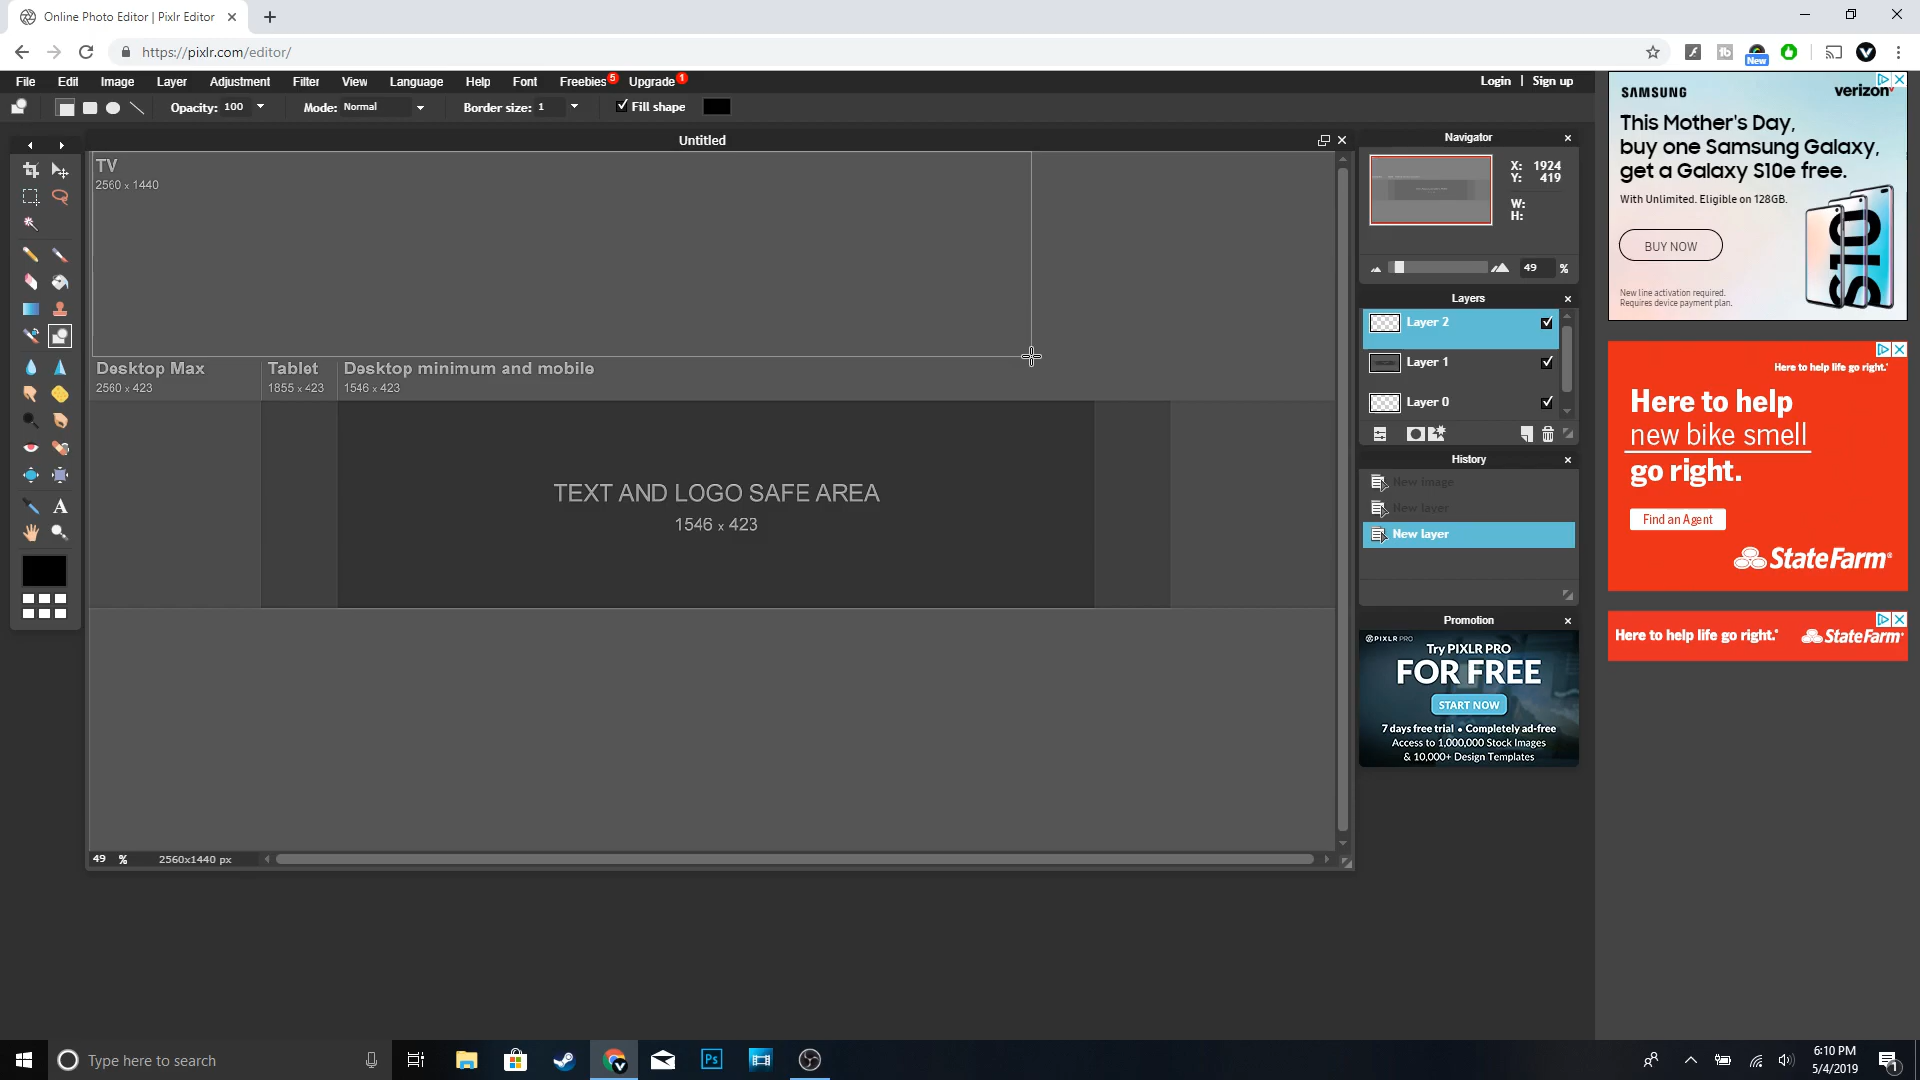 Online Photo Editor | Pixlr Editor
https://pixlr.com/editor/
New
File Edit Image Layer Adjustment Filter View Language Help Font Freebies 5 Upgrade 1
Login | Sign up
Opacity: 100 Mode: Normal Border size: 1 Fill shape
Untitled
TV
2560 x 1440
Desktop Max
2560 x 423
Tablet
1855 x 423
Desktop minimum and mobile
1546 x 423
TEXT AND LOGO SAFE AREA
1546 x 423
49 % 2560x1440 px
Navigator
X: 1924
Y: 419
W:
H:
49 %
Layers
Layer 2
Layer 1
Layer 0
History
New image
New layer
New layer
Promotion
PIXLR PRO
Try PIXLR PRO
FOR FREE
START NOW
7 days free trial • Completely ad-free
Access to 1,000,000 Stock Images
& 10,000+ Design Templates
SAMSUNG verizon
This Mother's Day,
buy one Samsung Galaxy,
get a Galaxy S10e free.
With Unlimited. Eligible on 128GB.
BUY NOW
S10
New line activation required.
Requires device payment plan.
Here to help life go right.®
Here to help
new bike smell
go right.
Find an Agent
StateFarm®
Here to help life go right.® StateFarm®
Type here to search
Ps
6:10 PM
5/4/2019
1